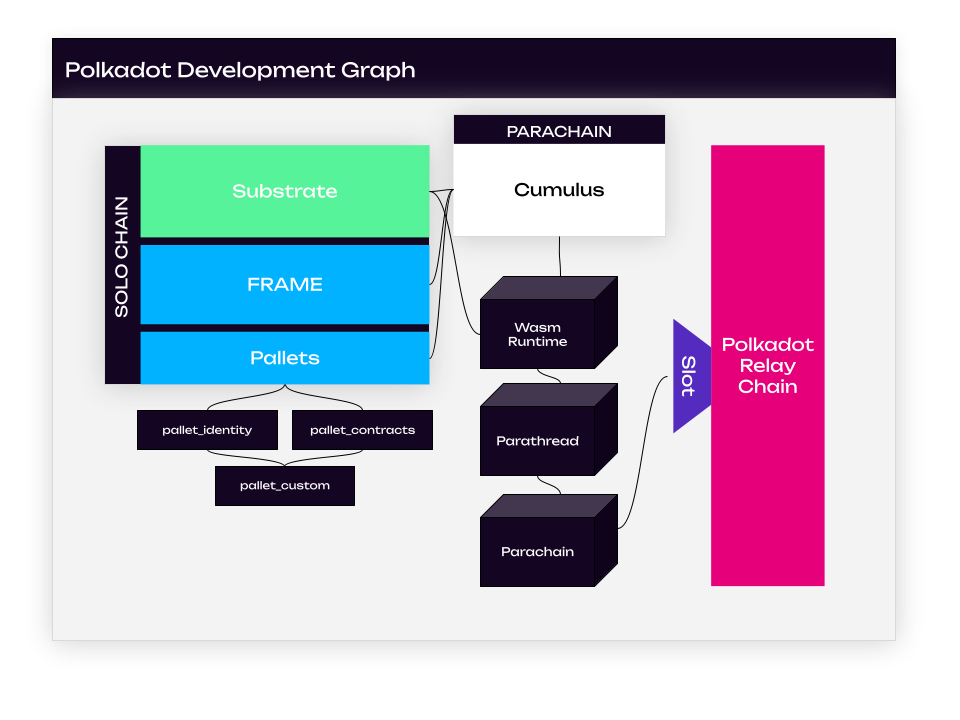 Polkadot Development Graph
SOLO CHAIN
Substrate
FRAME
Pallets
pallet_identity
pallet_contracts
pallet_custom
PARACHAIN
Cumulus
Wasm
Runtime
Parathread
Parachain
Slot
Polkadot
Relay
Chain